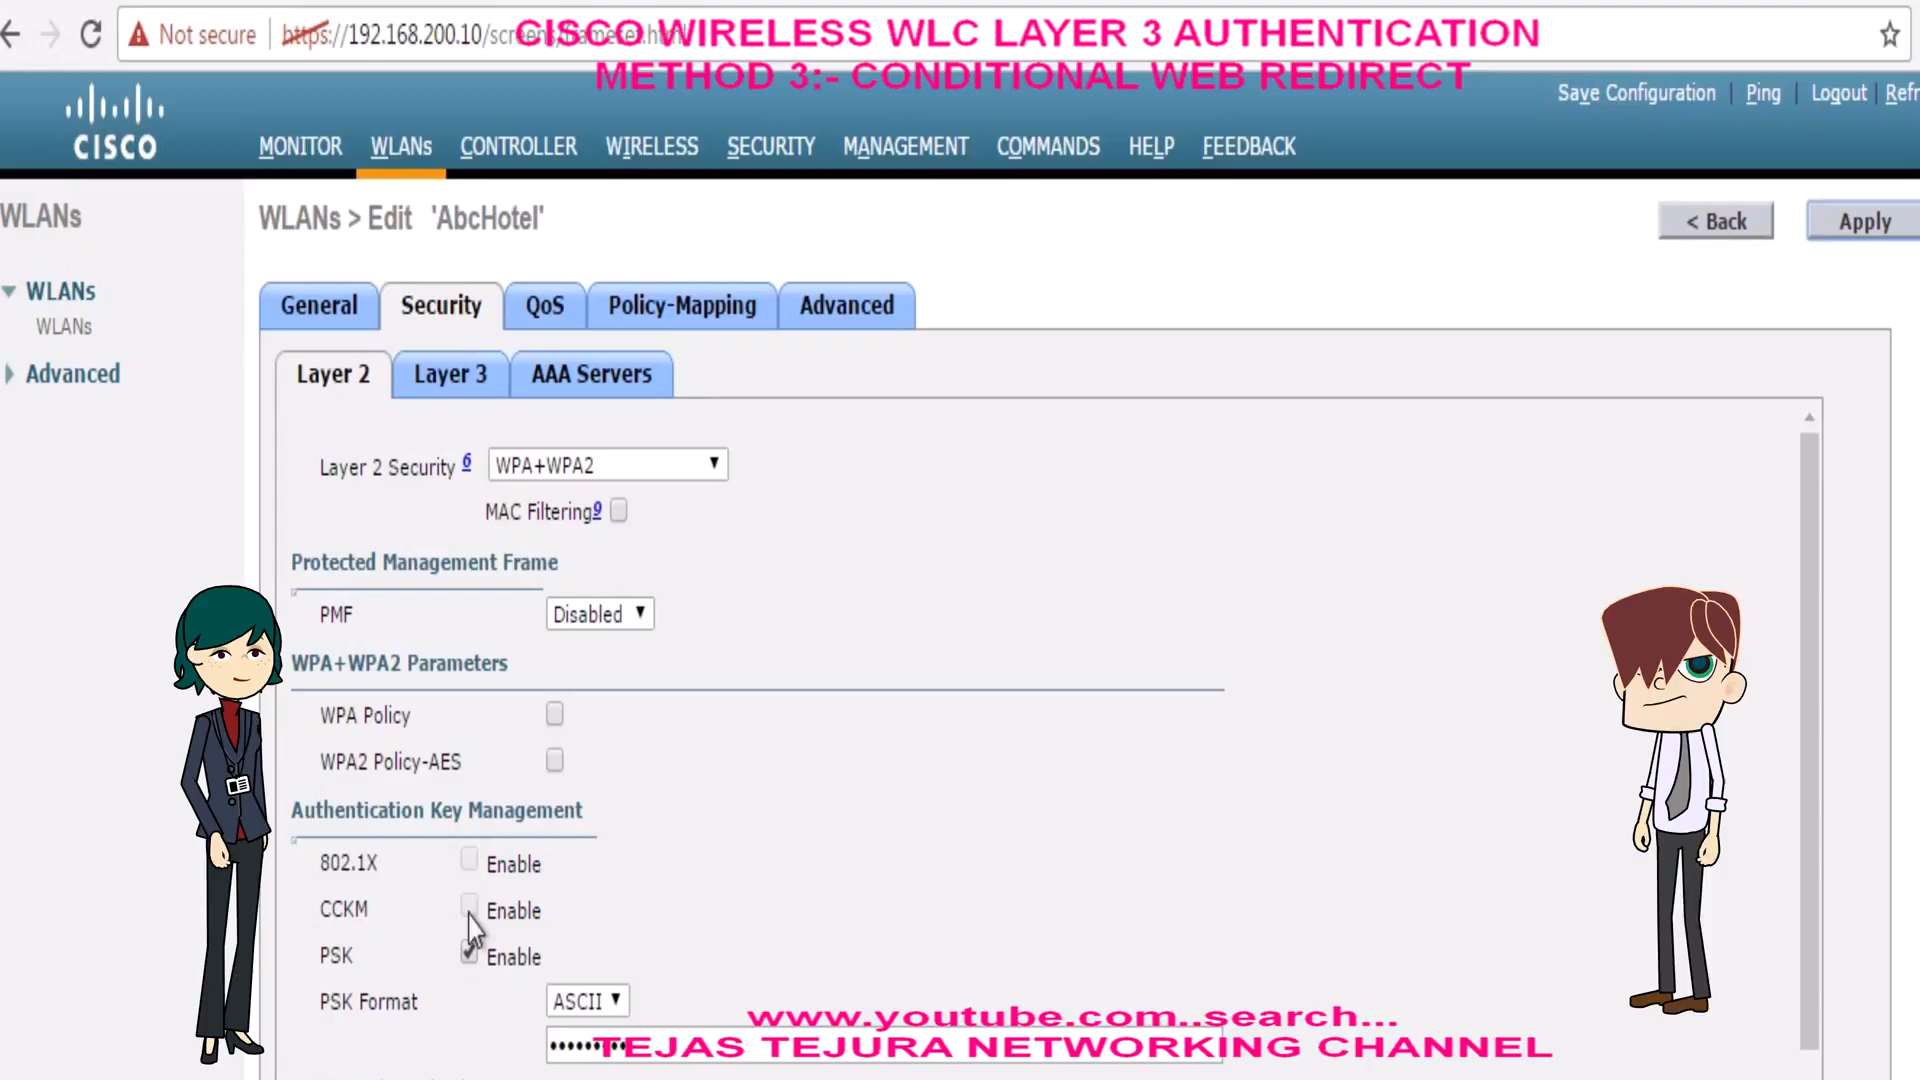 CISCO WIRELESS WLC LAYER 3 AUTHENTICATION
METHOD 3:- CONDITIONAL WEB REDIRECT
Not secure https://192.168.200.10/screens/frameset.html
Save Configuration Ping Logout Refr
CISCO
MONITOR WLANs CONTROLLER WIRELESS SECURITY MANAGEMENT COMMANDS HELP FEEDBACK
WLANs
WLANs > Edit 'AbcHotel'
< Back Apply
WLANs
WLANs
Advanced
General Security QoS Policy-Mapping Advanced
Layer 2 Layer 3 AAA Servers
Layer 2 Security 6 WPA+WPA2
MAC Filtering 9
Protected Management Frame
PMF Disabled
WPA+WPA2 Parameters
WPA Policy
WPA2 Policy-AES
Authentication Key Management
802.1X Enable
CCKM Enable
PSK Enable
PSK Format ASCII
www.youtube.com..search...
TEJAS TEJURA NETWORKING CHANNEL